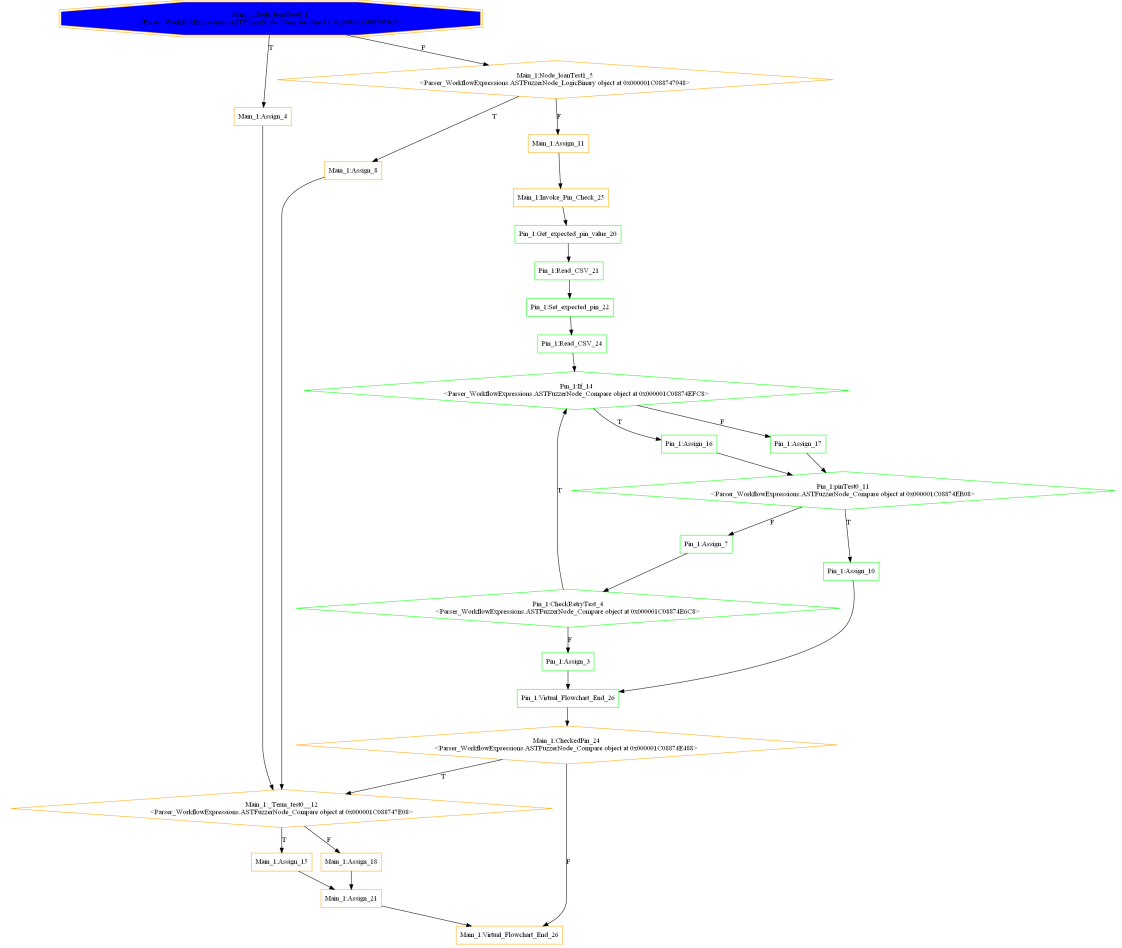 T
F
Main_1:Node_loanTest1_5
<Parser_WorkflowExpressions.ASTFuzzerNode_LogicBinary object at 0x000001C088747948>
Main_1:Assign_4
T
F
Main_1:Assign_11
Main_1:Assign_8
Main_1:Invoke_Pin_Check_25
Pin_1:Get_expected_pin_value_20
Pin_1:Read_CSV_21
Pin_1:Set_expected_pin_22
Pin_1:Read_CSV_24
Pin_1:If_14
<Parser_WorkflowExpressions.ASTFuzzerNode_Compare object at 0x000001C08874EFC8>
T
F
Pin_1:Assign_16
Pin_1:Assign_17
T
Pin_1:pinTest0_11
<Parser_WorkflowExpressions.ASTFuzzerNode_Compare object at 0x000001C08874EB08>
F
T
Pin_1:Assign_7
Pin_1:Assign_10
Pin_1:CheckRetryTest_4
<Parser_WorkflowExpressions.ASTFuzzerNode_Compare object at 0x000001C08874E6C8>
F
Pin_1:Assign_3
Pin_1:Virtual_Flowchart_End_26
Main_1:CheckedPin_24
<Parser_WorkflowExpressions.ASTFuzzerNode_Compare object at 0x000001C08874E488>
T
Main_1:_Term_test0__12
<Parser_WorkflowExpressions.ASTFuzzerNode_Compare object at 0x000001C088747E08>
T
F
F
Main_1:Assign_15
Main_1:Assign_18
Main_1:Assign_21
Main_1:Virtual_Flowchart_End_26